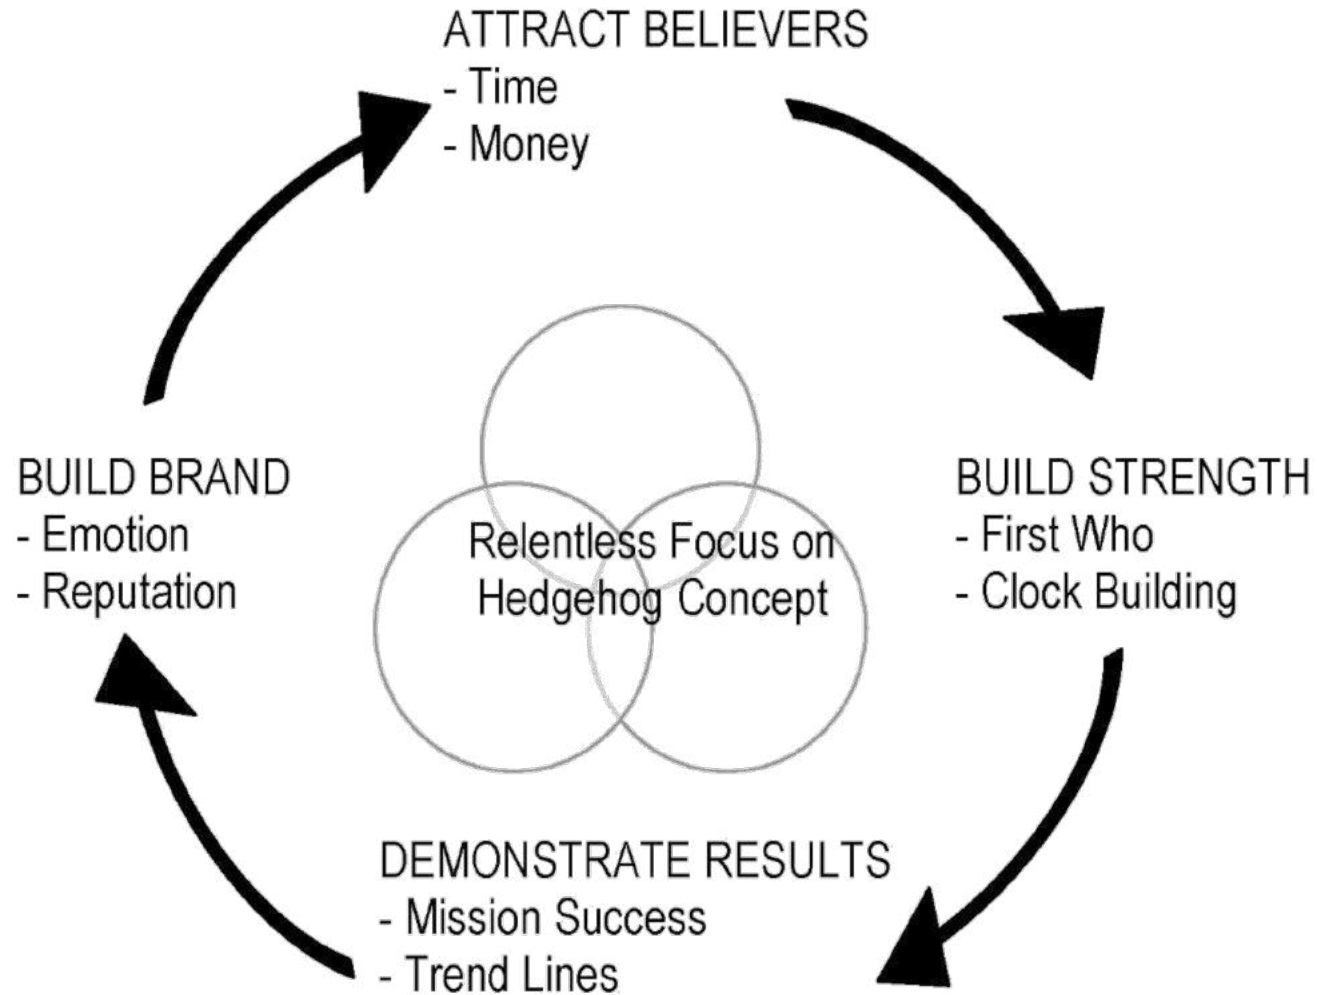 ATTRACT BELIEVERS
- Time
- Money
BUILD STRENGTH
- First Who
- Clock Building
DEMONSTRATE RESULTS
- Mission Success
- Trend Lines
BUILD BRAND
- Emotion
- Reputation
Relentless Focus on
Hedgehog Concept